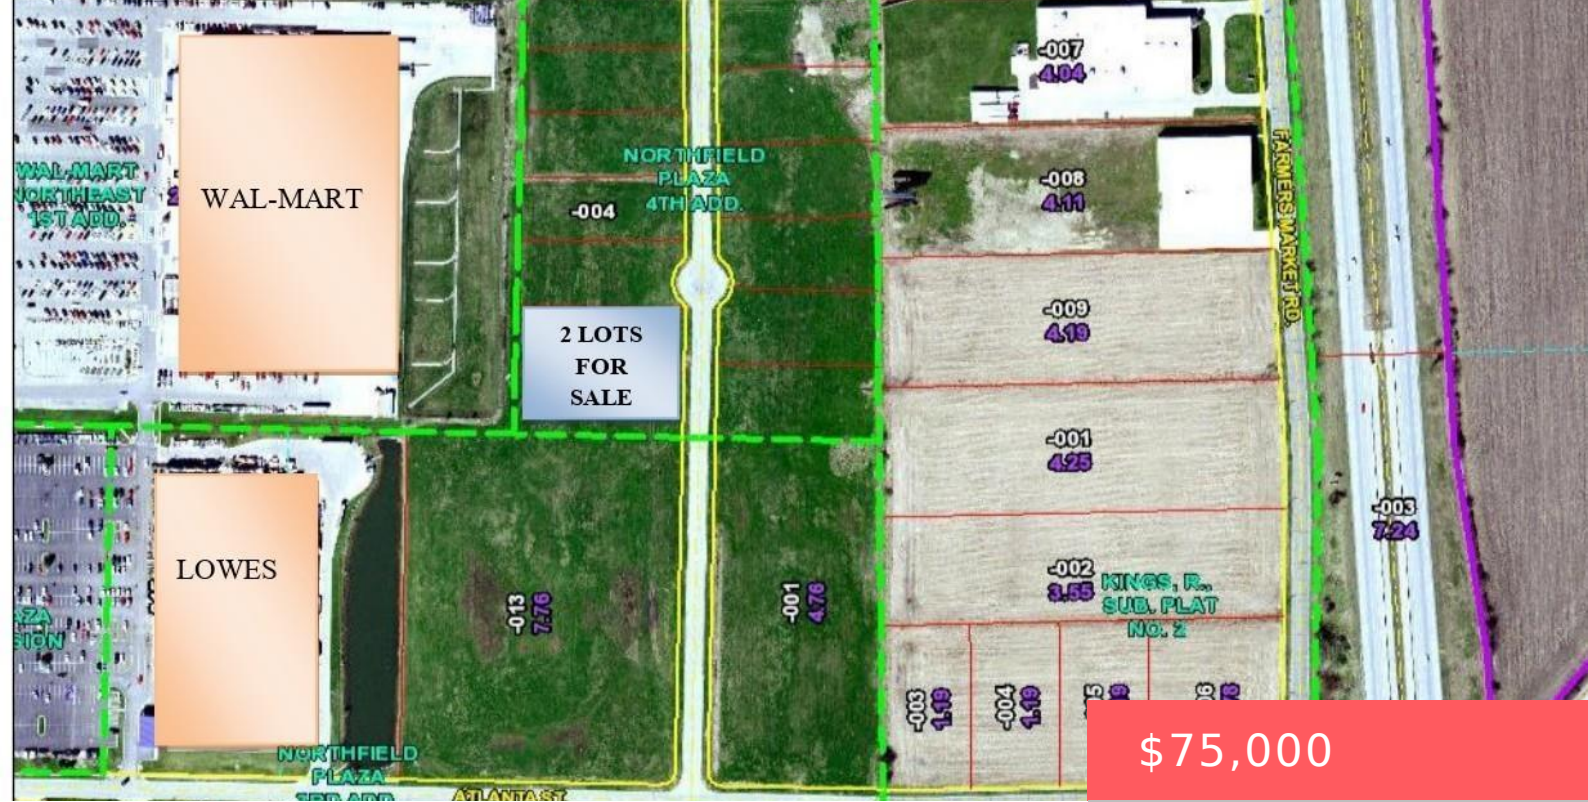 -007
4.04
WAL-MART
NORTHEAST
1ST ADD.
WAL-MART
NORTHFIELD
PLAZA
4TH ADD.
-004
-008
4.11
FARMERS MARKET RD.
-009
4.19
2 LOTS
FOR
SALE
-001
4.25
-003
7.24
LOWES
-002
3.55
KINGS, R.,
SUB. PLAT
NO. 2
-013
7.76
-001
4.76
-003
1.19
-004
1.19
NORTHFIELD
PLAZA
3RD ADD.
ATLANTA ST
$75,000